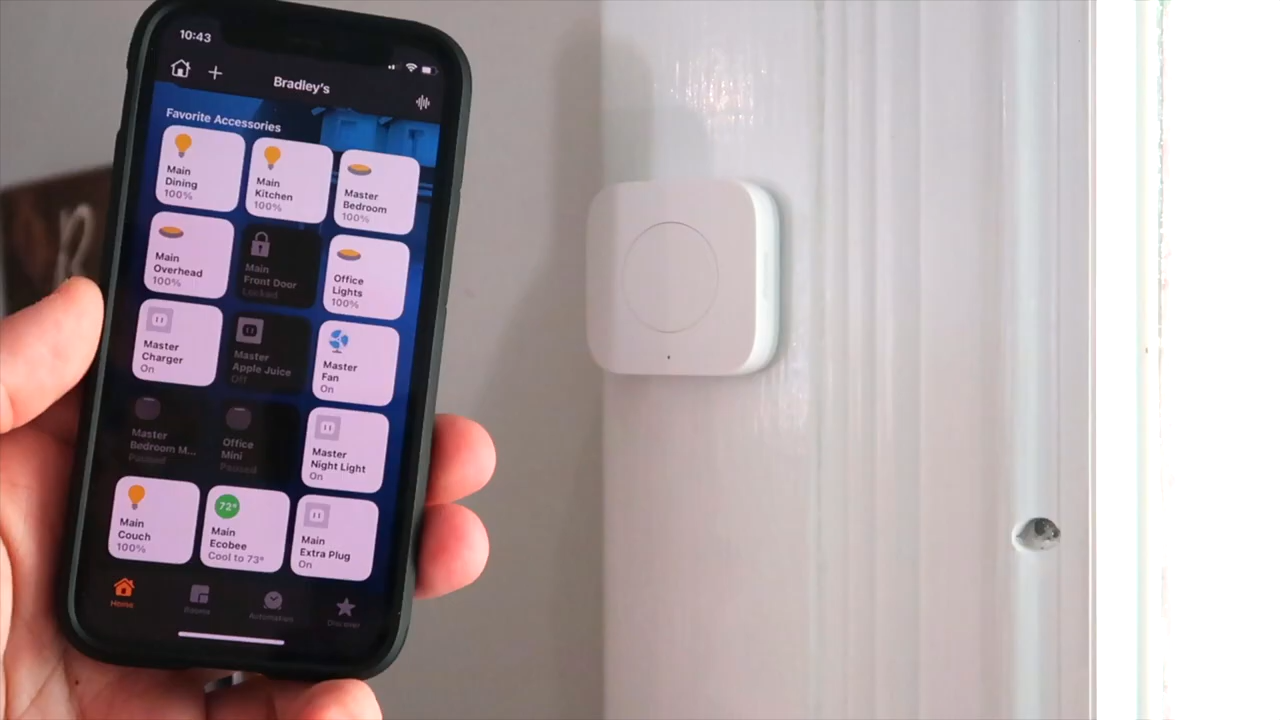 10:43
Bradley's
Favorite Accessories
Main
Dining
100%
Main
Kitchen
100%
Master
Bedroom
100%
Main
Overhead
100%
Main
Front Door
Locked
Office
Lights
100%
Master
Charger
On
Master
Apple Juice
Off
Master
Fan
On
Master
Bedroom M...
Paused
Office
Mini
Paused
Master
Night Light
On
Main
Couch
100%
72°
Main
Ecobee
Cool to 73°
Main
Extra Plug
On
Home
Rooms
Automation
Discover